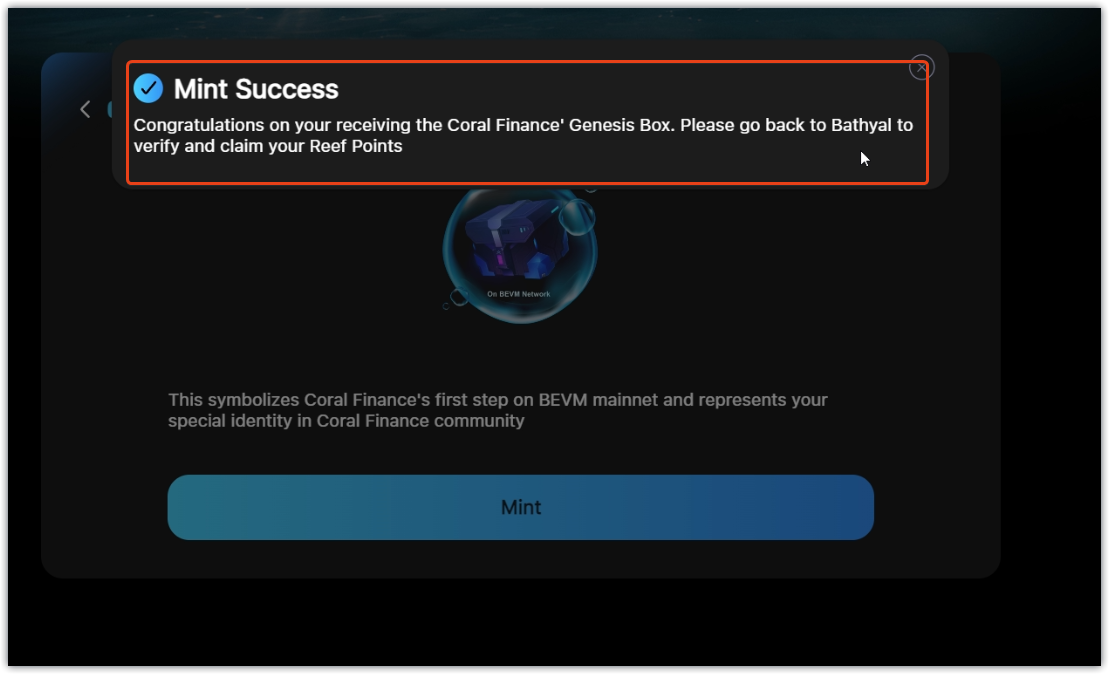 Mint Success
Congratulations on your receiving the Coral Finance' Genesis Box. Please go back to Bathyal to
verify and claim your Reef Points
On BEVM Network
This symbolizes Coral Finance's first step on BEVM mainnet and represents your
special identity in Coral Finance community
Mint